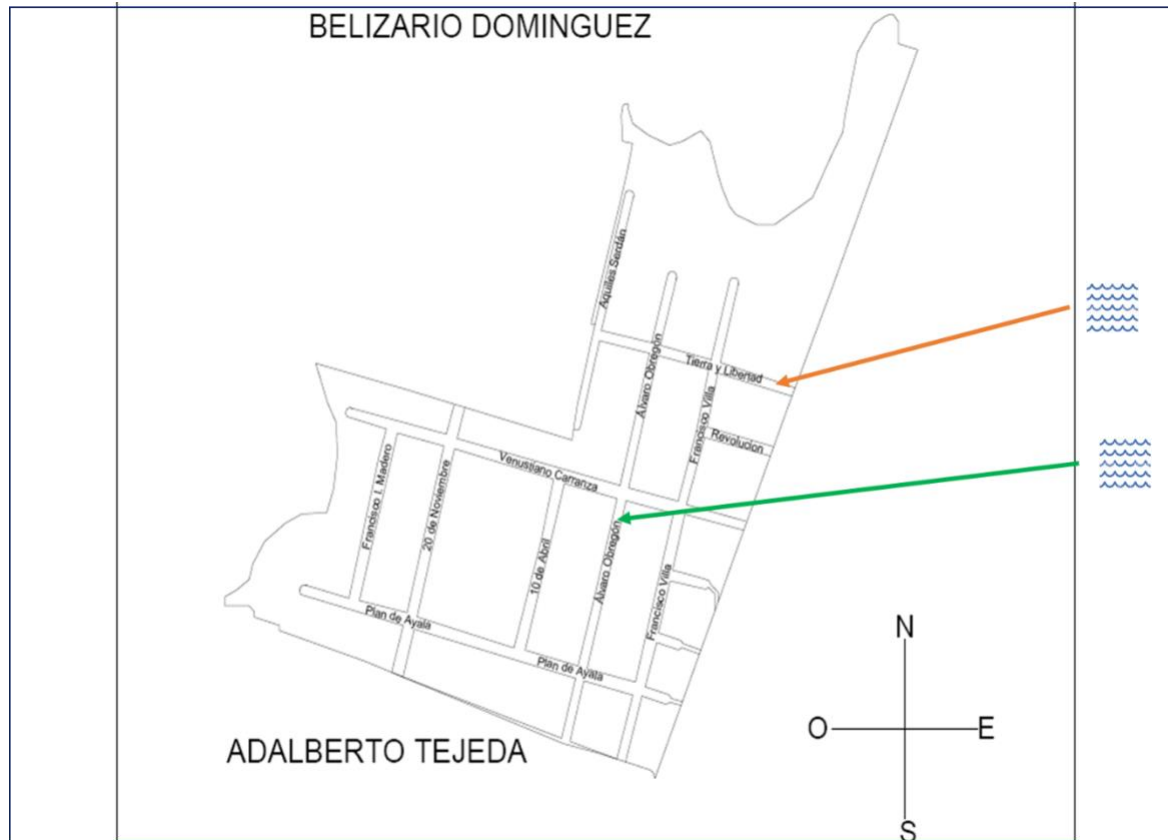 BELIZARIO DOMINGUEZ
Aquilles Serdán
Álvaro Obregón
Tierra y Libertad
Francisco Villa
Revolucion
Venustiano Carranza
Francisco I. Madero
20 de Noviembre
10 de Abril
Álvaro Obregón
Francisco Villa
Plan de Ayala
Plan de Ayala
N
O
E
S
ADALBERTO TEJEDA